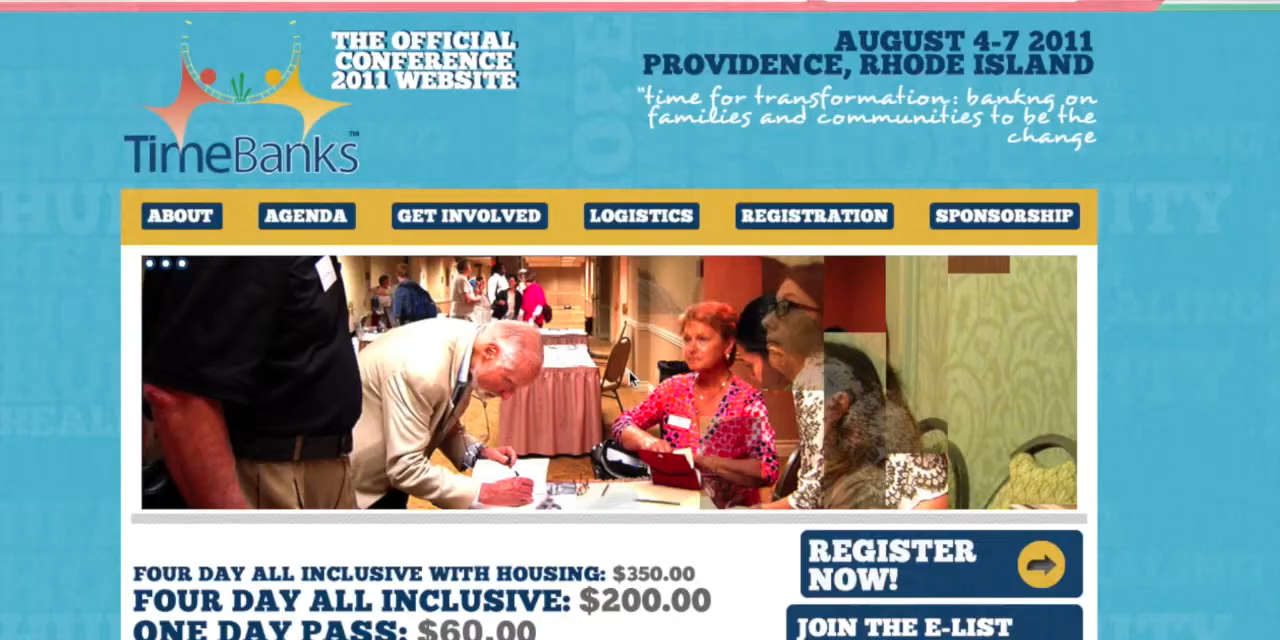 THE OFFICIAL
CONFERENCE
2011 WEBSITE
TimeBanks™
AUGUST 4-7 2011
PROVIDENCE, RHODE ISLAND
"time for transformation: bankng on
families and communities to be the
change
ABOUT
AGENDA
GET INVOLVED
LOGISTICS
REGISTRATION
SPONSORSHIP
FOUR DAY ALL INCLUSIVE WITH HOUSING: $350.00
FOUR DAY ALL INCLUSIVE: $200.00
ONE DAY PASS: $60.00
REGISTER
NOW!
JOIN THE E-LIST